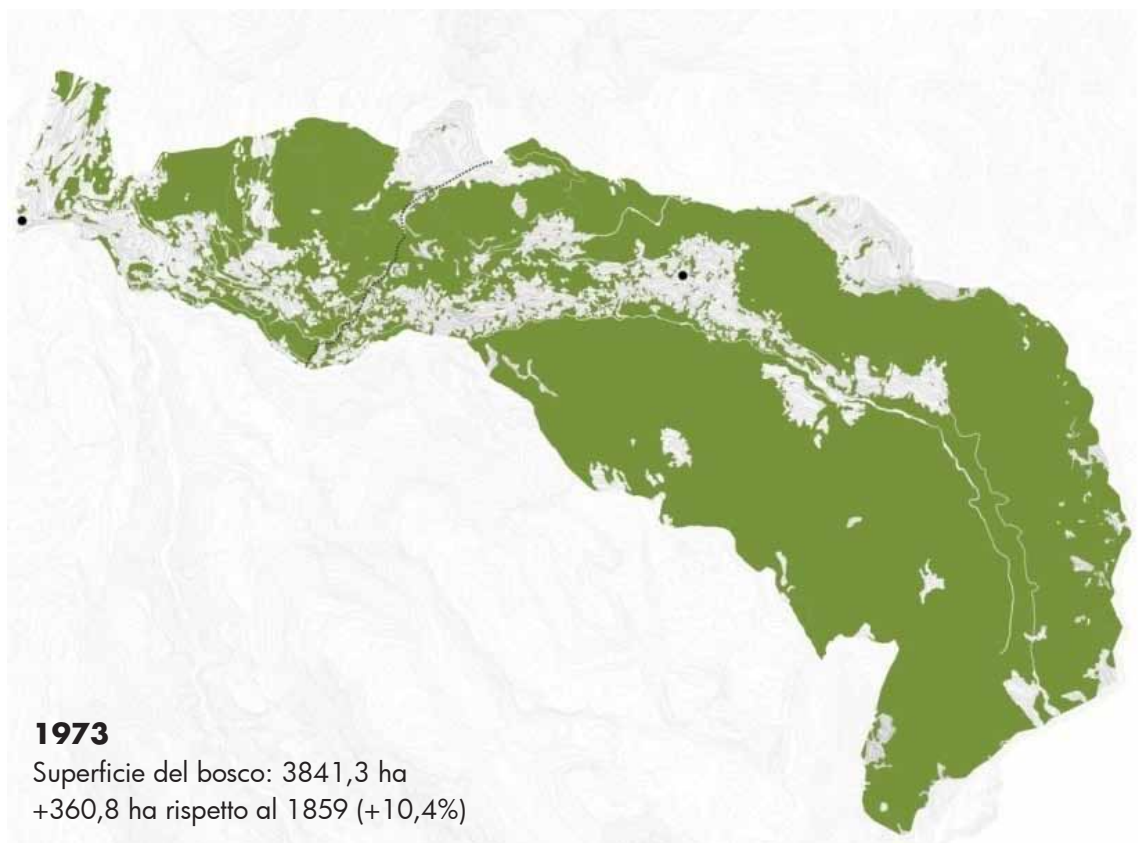 1973
Superficie del bosco: 3841,3 ha
+360,8 ha rispetto al 1859 (+10,4%)